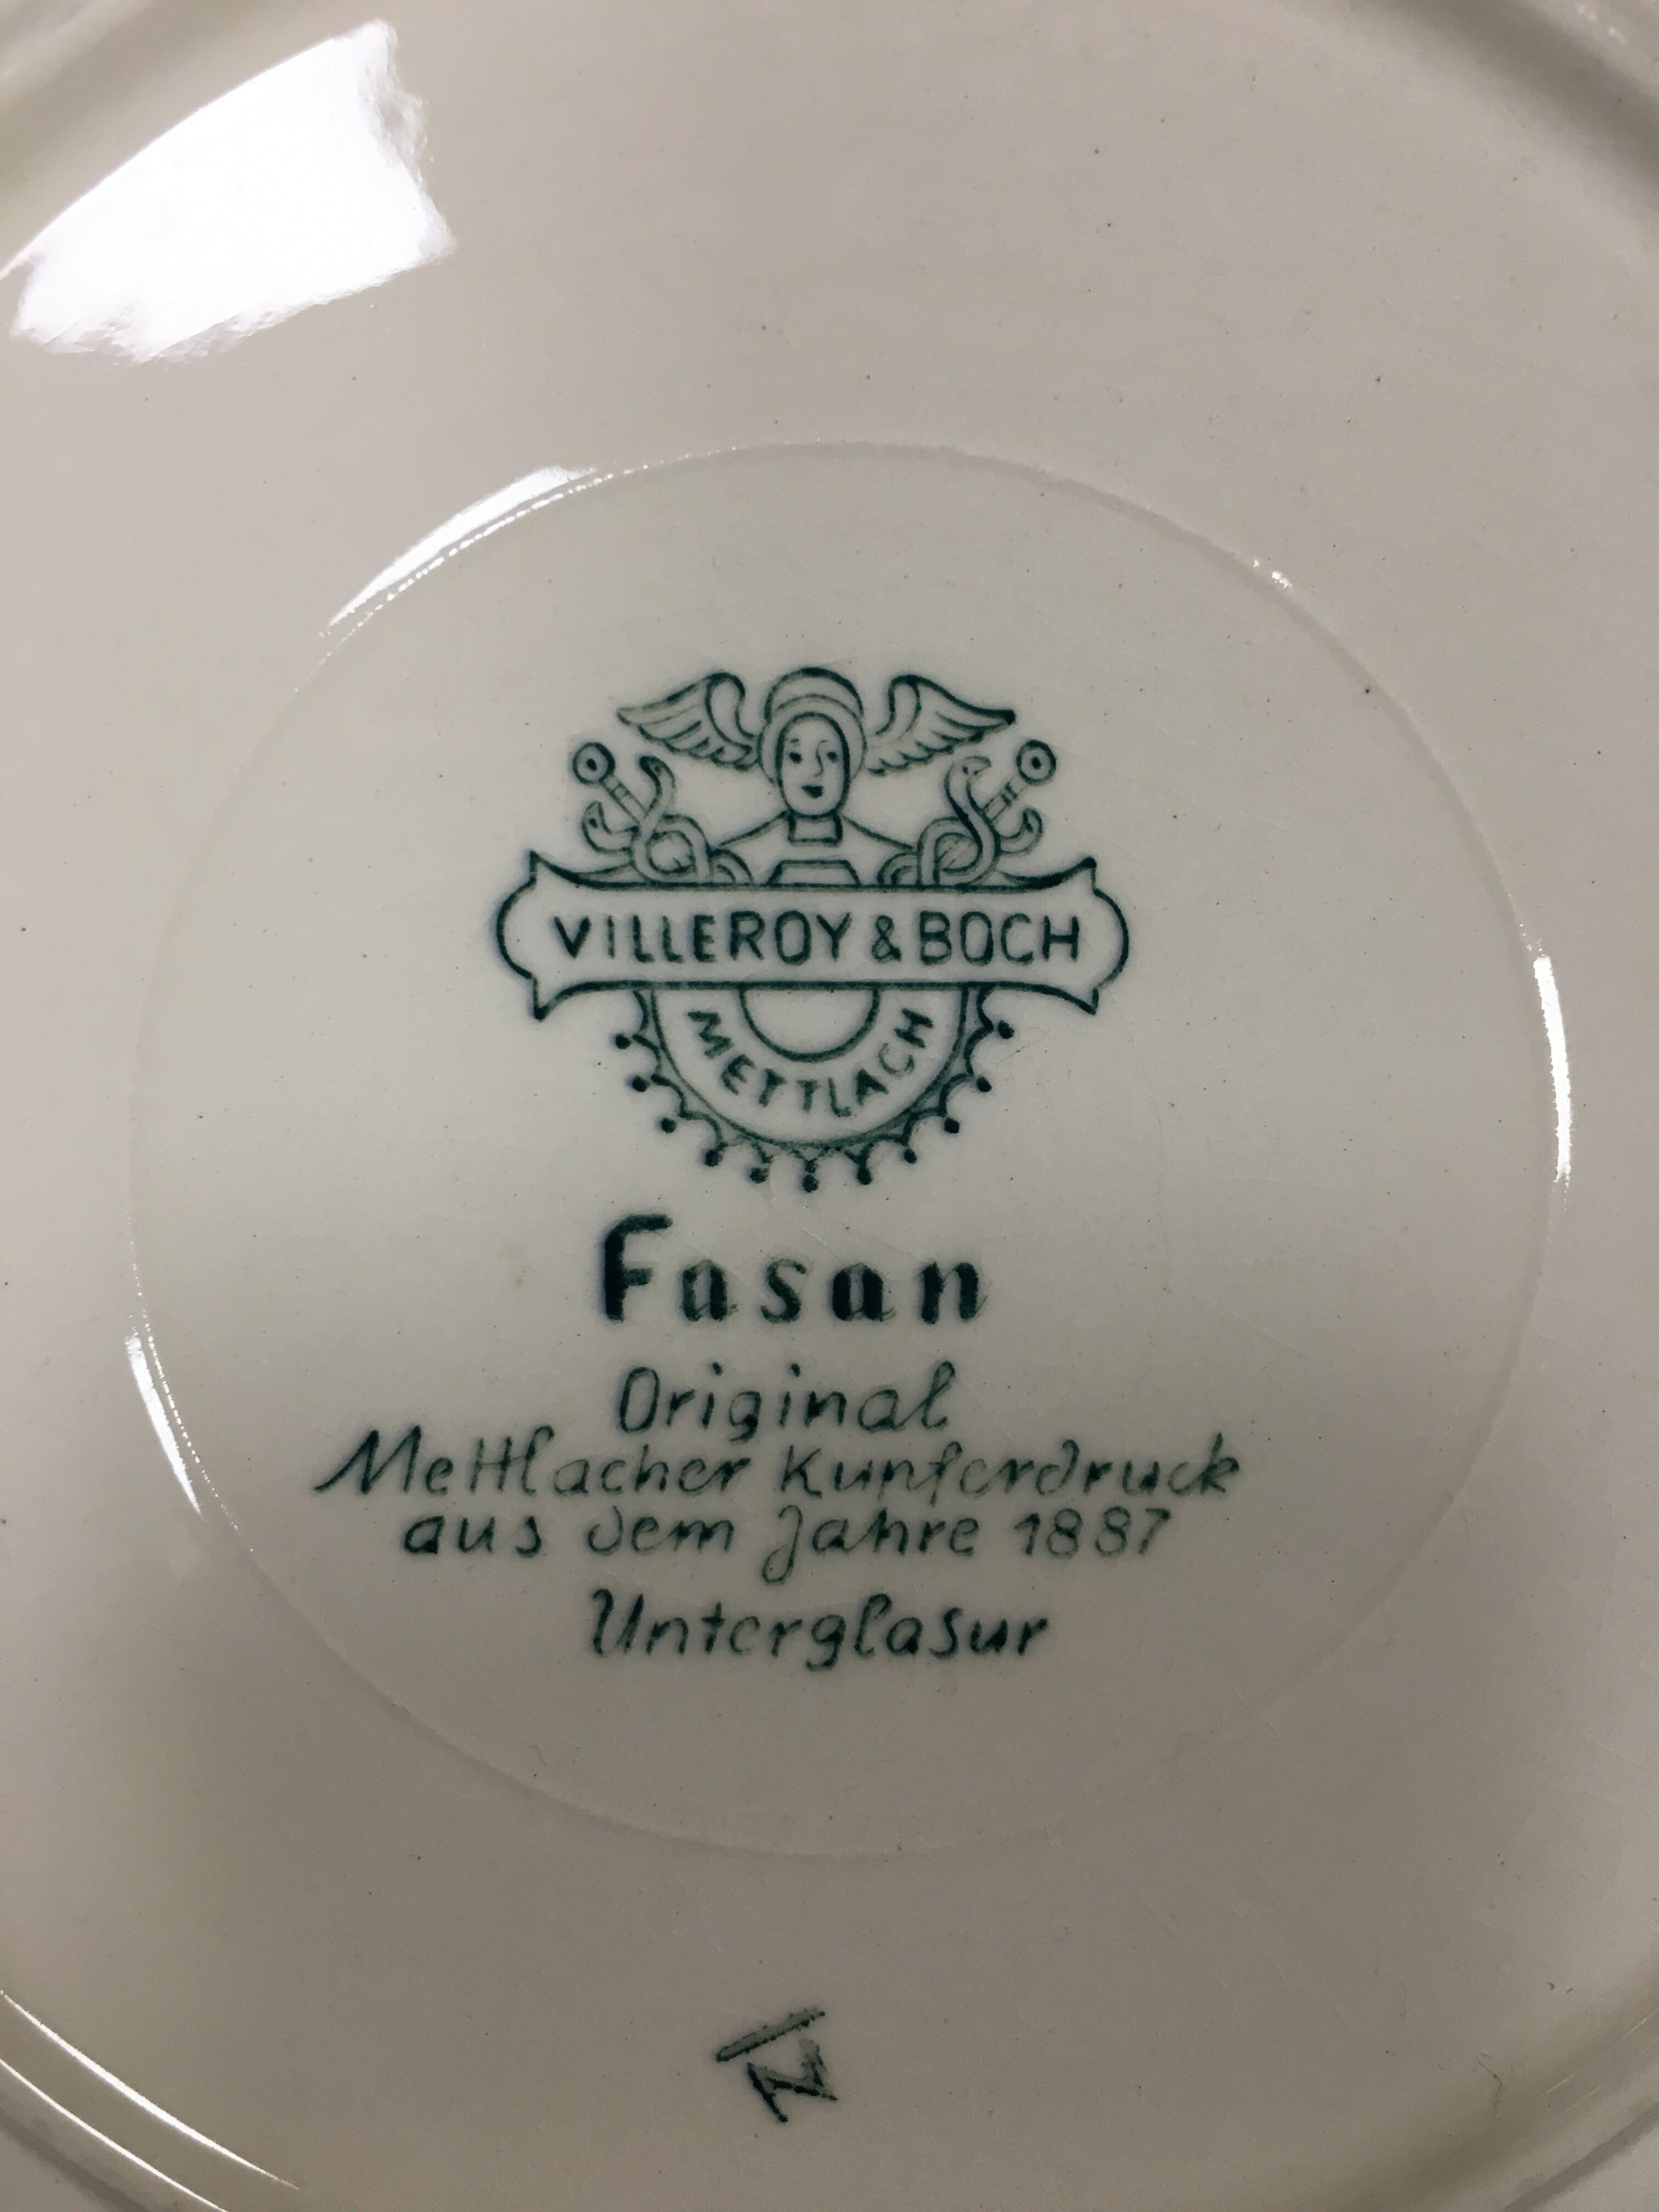 VILLEROY & BOCH
METTLACH
Fasan
Original
Mettlacher Kupferdruck
aus dem Jahre 1887
Unterglasur